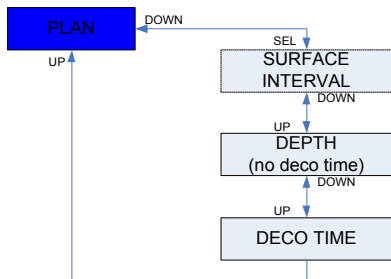 PLAN
DOWN
UP
SEL
SURFACE
INTERVAL
DOWN
UP
DEPTH
(no deco time)
DOWN
UP
DECO TIME